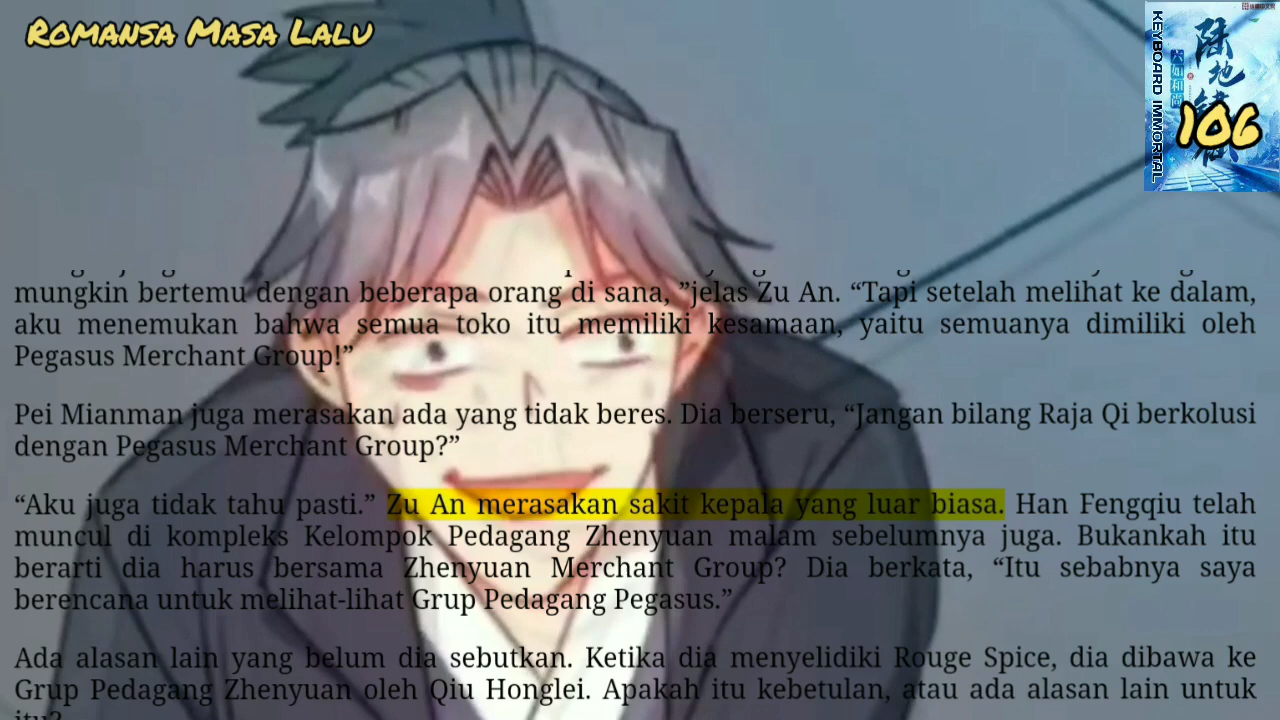 Romansa Masa Lalu
KEYBOARD IMMORTAL
陆地
106
mungkin bertemu dengan beberapa orang di sana, ”jelas Zu An. “Tapi setelah melihat ke dalam,
aku menemukan bahwa semua toko itu memiliki kesamaan, yaitu semuanya dimiliki oleh
Pegasus Merchant Group!”
Pei Mianman juga merasakan ada yang tidak beres. Dia berseru, “Jangan bilang Raja Qi berkolusi
dengan Pegasus Merchant Group?”
“Aku juga tidak tahu pasti.” Zu An merasakan sakit kepala yang luar biasa. Han Fengqiu telah
muncul di kompleks Kelompok Pedagang Zhenyuan malam sebelumnya juga. Bukankah itu
berarti dia harus bersama Zhenyuan Merchant Group? Dia berkata, “Itu sebabnya saya
berencana untuk melihat-lihat Grup Pedagang Pegasus.”
Ada alasan lain yang belum dia sebutkan. Ketika dia menyelidiki Rouge Spice, dia dibawa ke
Grup Pedagang Zhenyuan oleh Qiu Honglei. Apakah itu kebetulan, atau ada alasan lain untuk
itu?